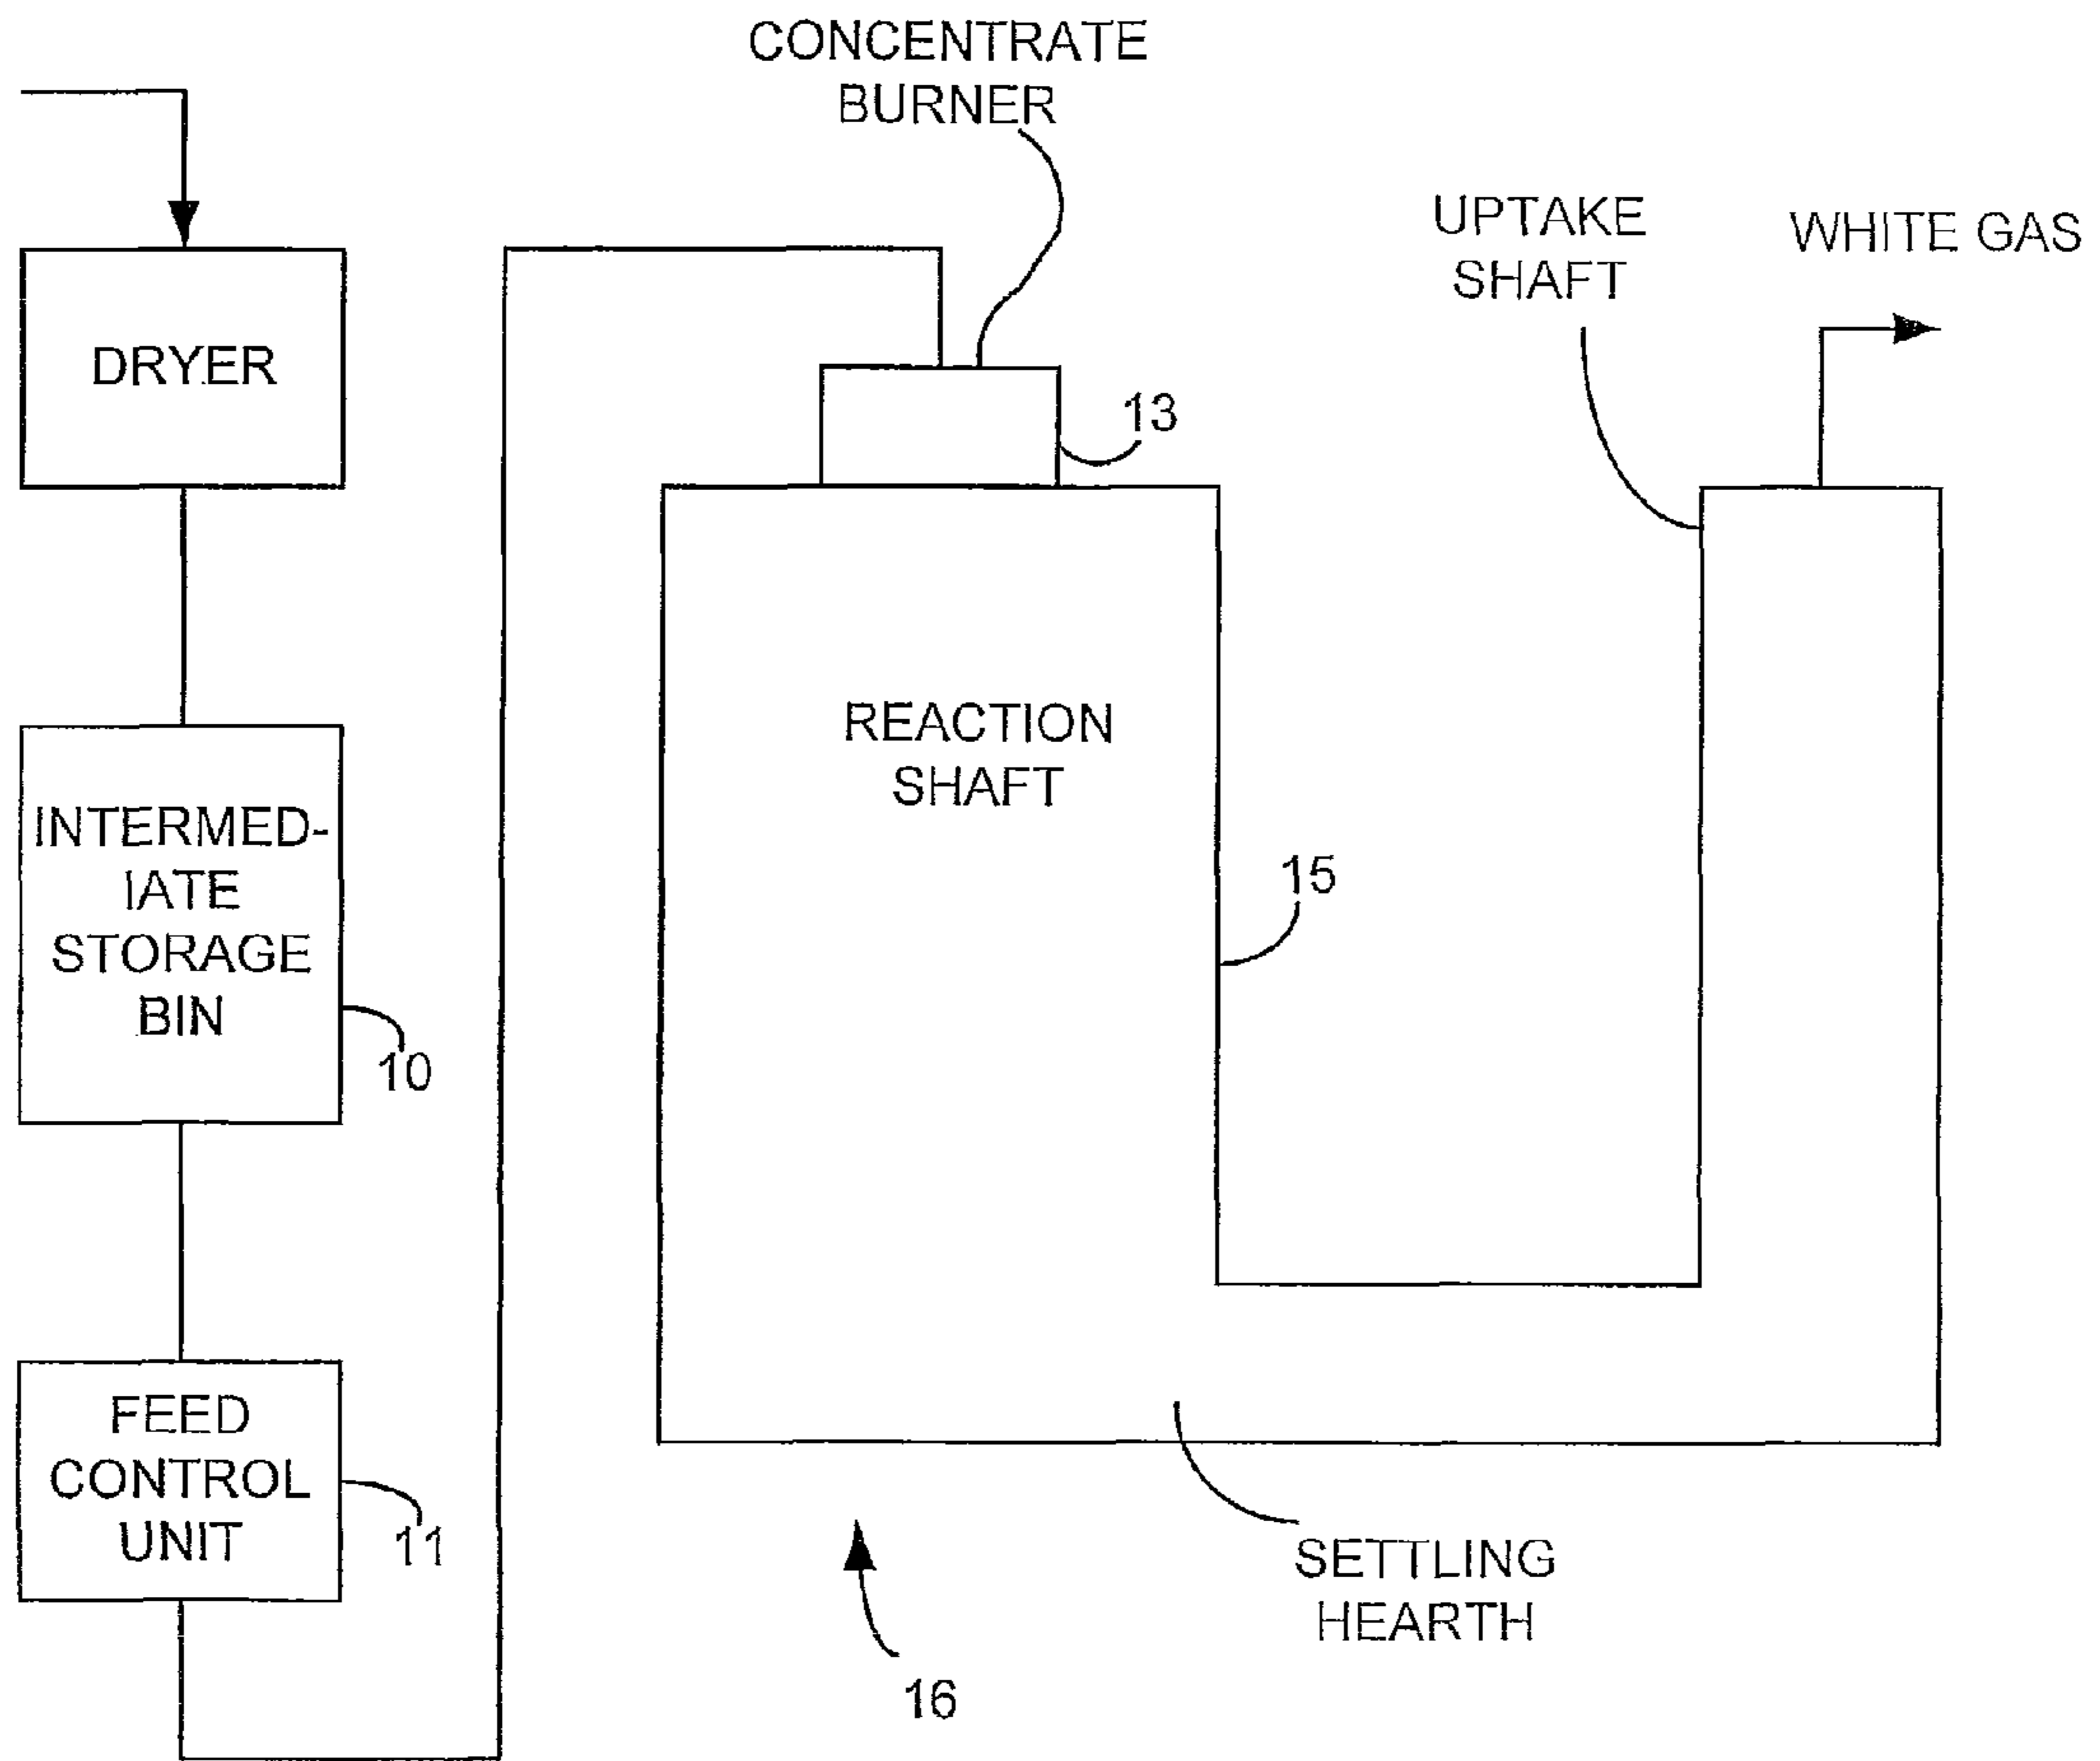 CONCENTRATE
BURNER
UPTAKE
SHAFT
WHITE GAS
DRYER
13
REACTION
SHAFT
INTERMED-
IATE
STORAGE
BIN
15
10
FEED
CONTROL
UNIT
11
SETTLING
HEARTH
16